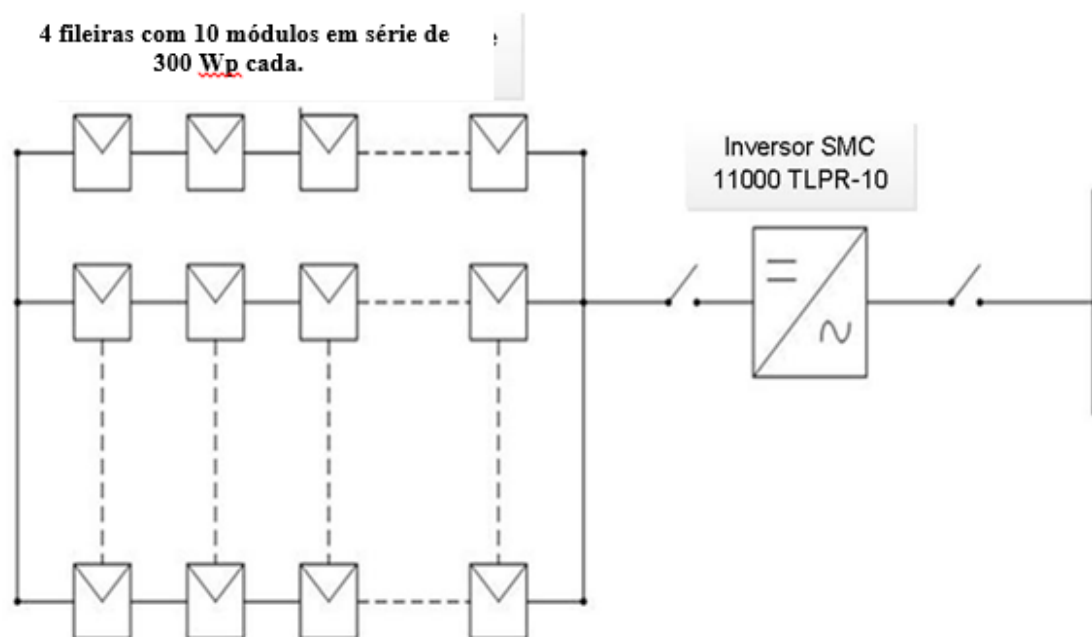 4 fileiras com 10 módulos em série de
300 Wp cada.
Inversor SMC
11000 TLPR-10